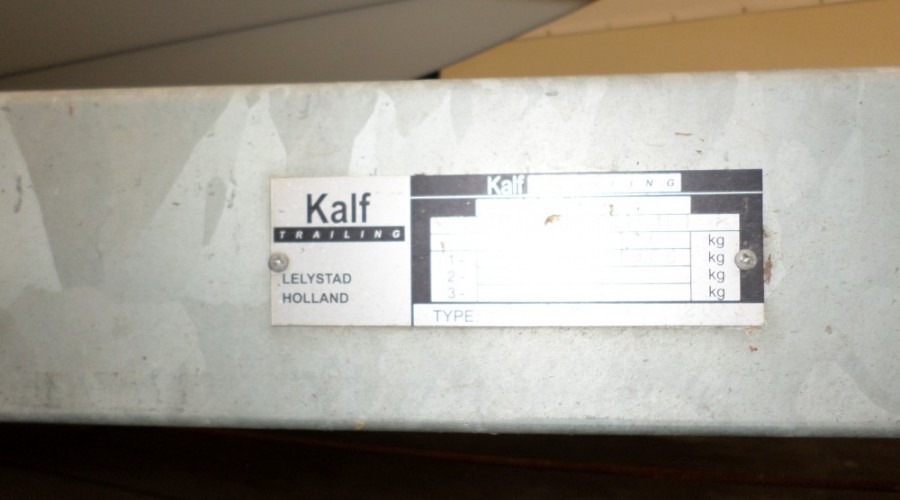 Kalf
TRAILING
LELYSTAD
HOLLAND
Kalf
kg
1 - kg
2 - kg
3 - kg
TYPE